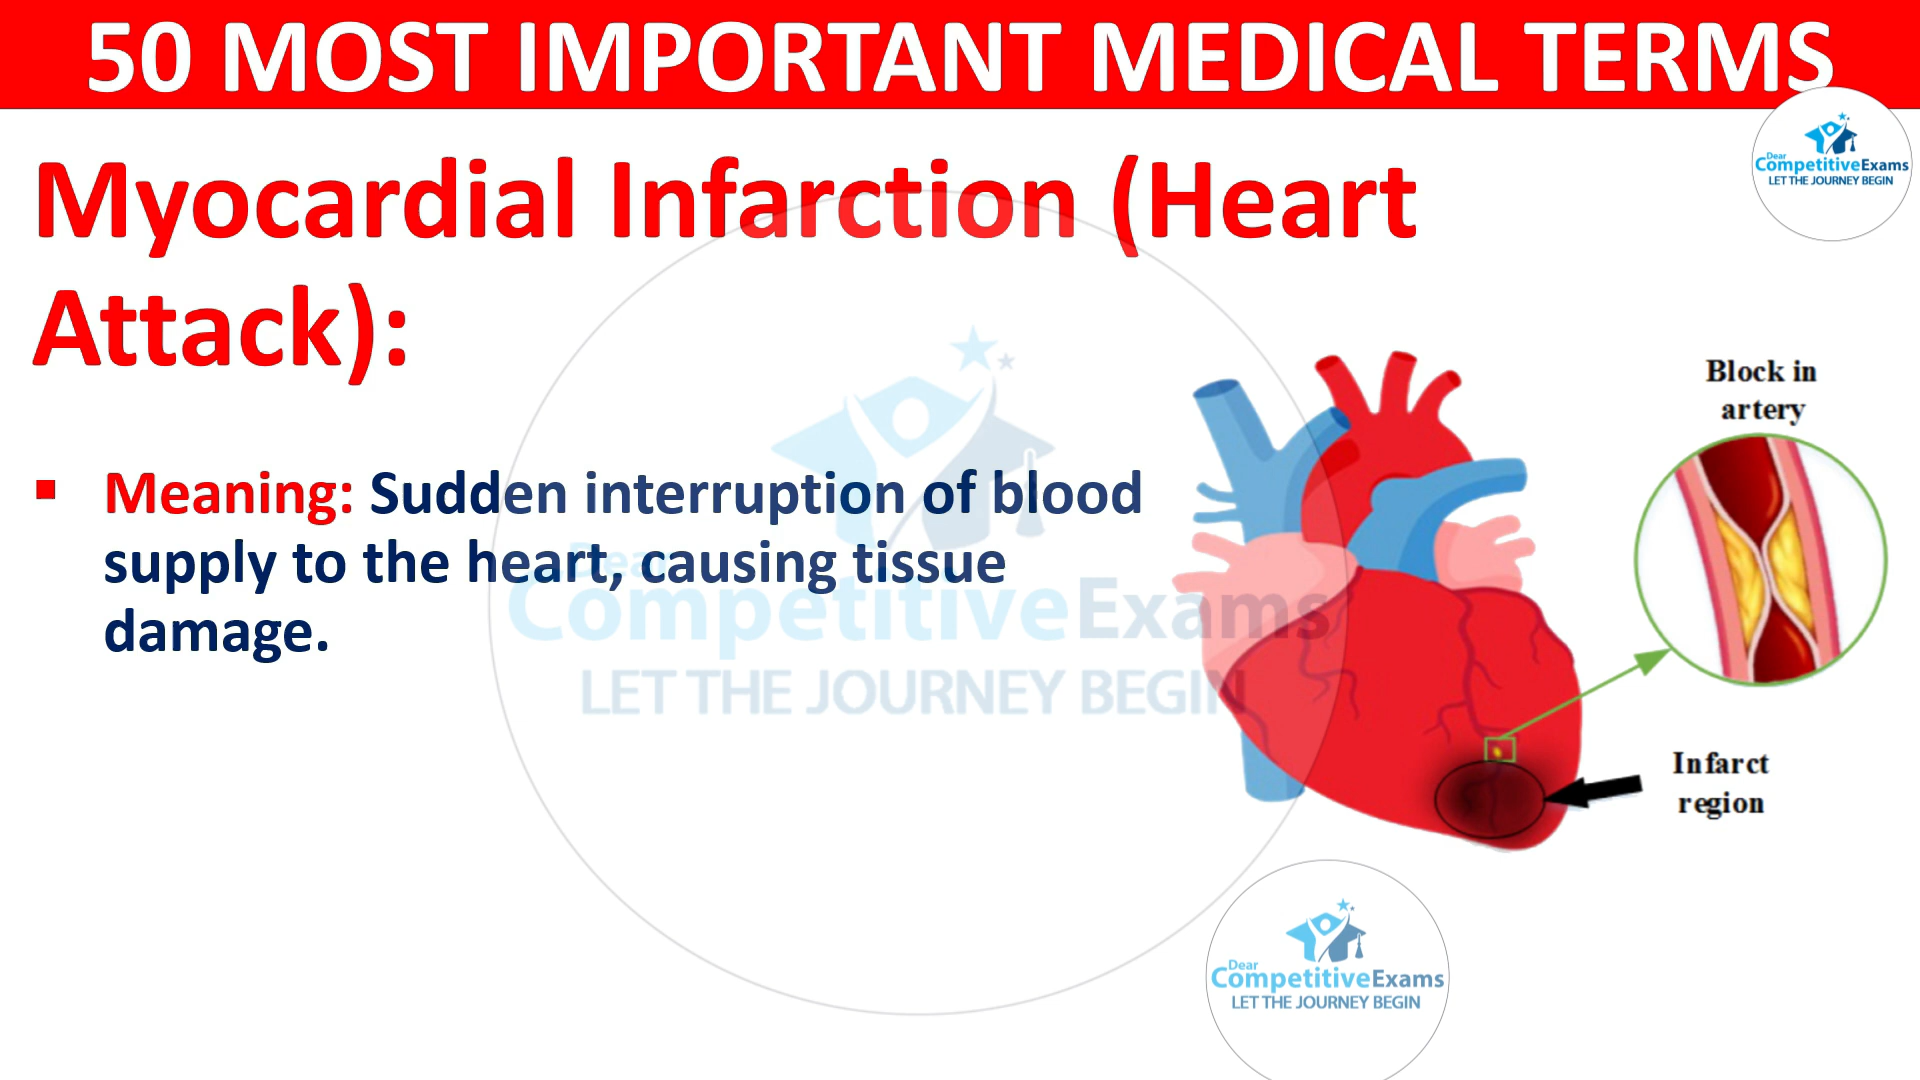 50 MOST IMPORTANT MEDICAL TERMS
Dear
CompetitiveExams
LET THE JOURNEY BEGIN
Myocardial Infarction (Heart
Attack):
▪ Meaning: Sudden interruption of blood
supply to the heart, causing tissue
damage.
Dear
CompetitiveExams
LET THE JOURNEY BEGIN
Block in
artery
Infarct
region
Dear
CompetitiveExams
LET THE JOURNEY BEGIN